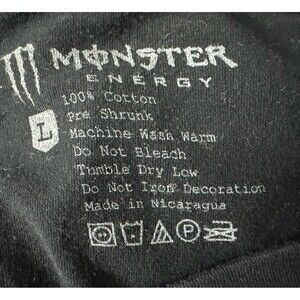 MONSTER
ENERGY
100% Cotton
L
Pre Shrunk
Machine Wash Warm
Do Not Bleach
Tumble Dry Low
Do Not Iron Decoration
Made in Nicaragua
P